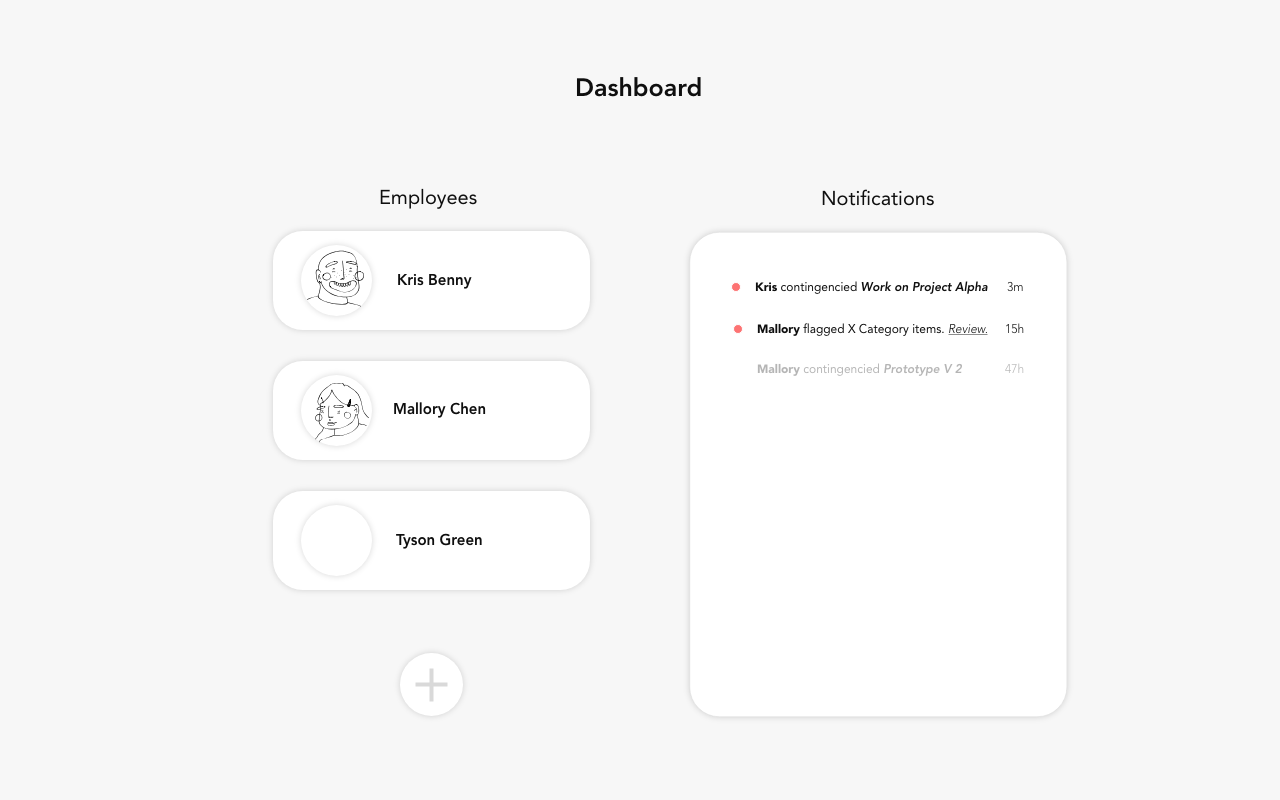 Dashboard
Employees
Kris Benny
Mallory Chen
Tyson Green
Notifications
Kris contingencied Work on Project Alpha 3m
Mallory flagged X Category items. Review. 15h
Mallory contingencied Prototype V 2 47h